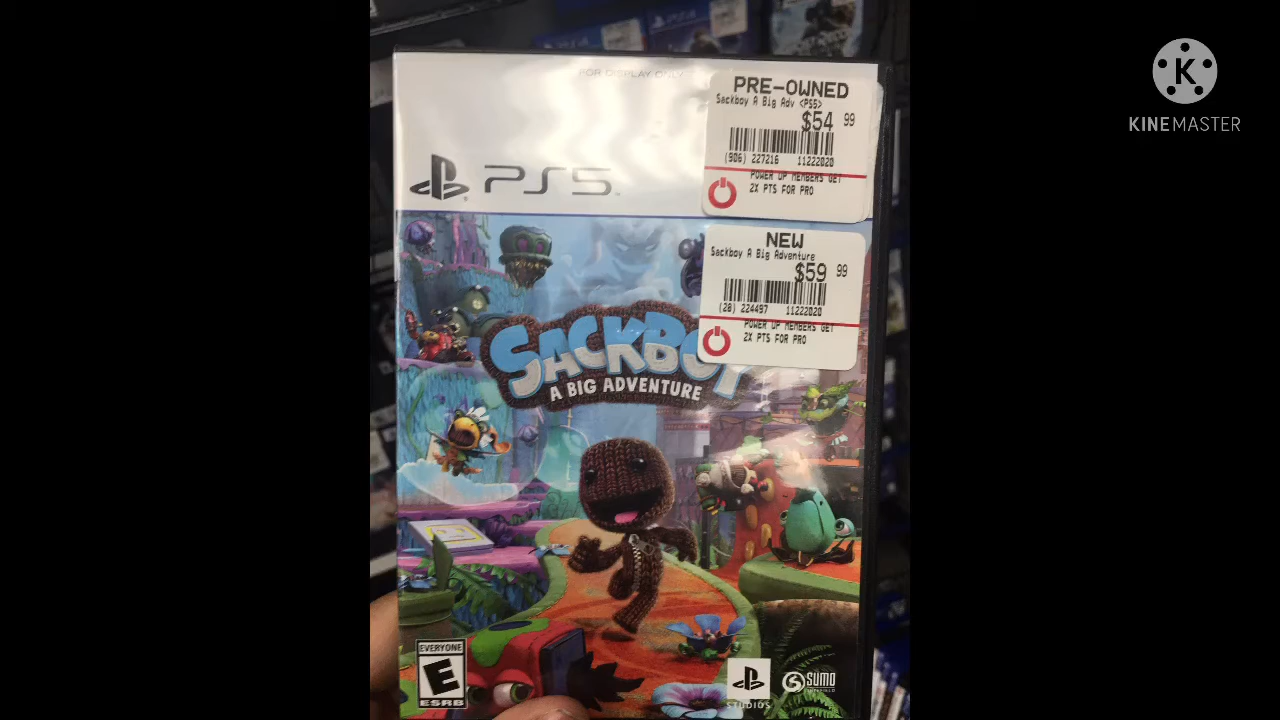 FOR DISPLAY ONLY
PRE-OWNED
Sackboy A Big Adv <PS5>
$54 99
(906) 227216 11222020
POWER UP MEMBERS GET
2X PTS FOR PRO
PS5
NEW
Sackboy A Big Adventure
$59 99
(28) 224497 11222020
POWER UP MEMBERS GET
2X PTS FOR PRO
SACKBOY
A BIG ADVENTURE
EVERYONE
E
ESRB
STUDIOS
SUMO
K
KINEMASTER
PS4